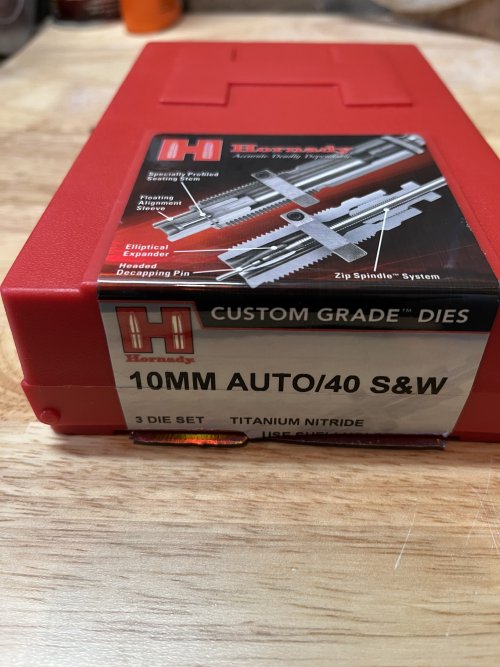 H Hornady
Accurate. Deadly. Dependable.
Specially Profiled
Seating Stem
Floating
Alignment
Sleeve
Elliptical
Expander
Headed
Decapping Pin
Zip Spindle™ System
H CUSTOM GRADE™ DIES
Hornady
10MM AUTO/40 S&W
3 DIE SET TITANIUM NITRIDE
USE